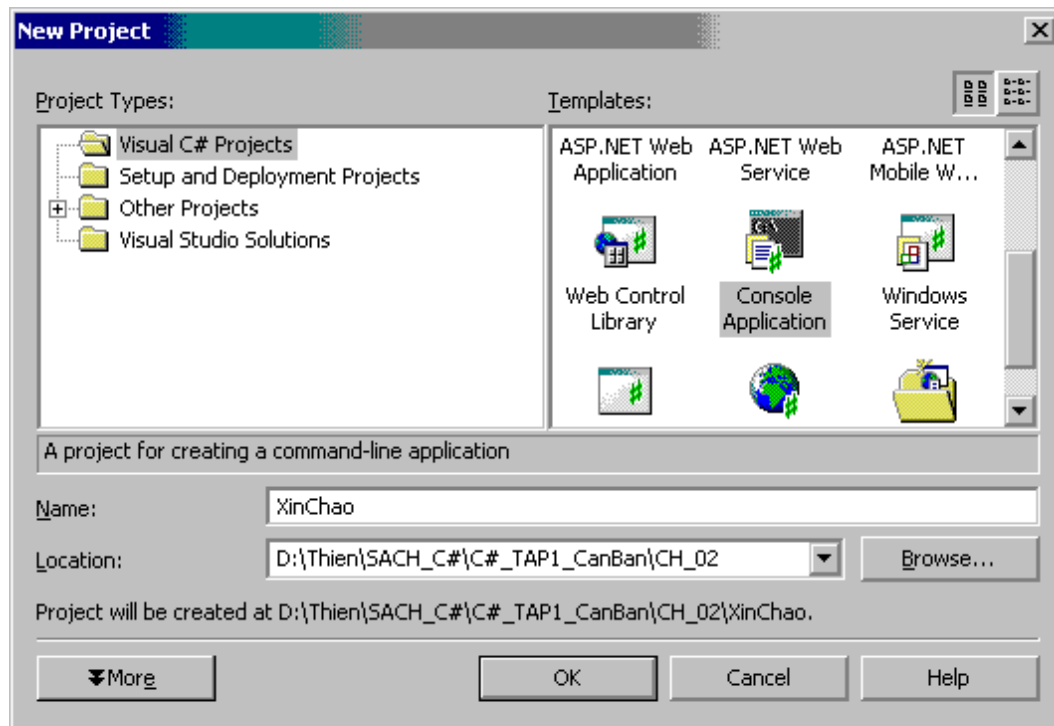 New Project
Project Types:
Templates:
Visual C# Projects
Setup and Deployment Projects
Other Projects
Visual Studio Solutions
ASP.NET Web Application
ASP.NET Web Service
ASP.NET Mobile W...
Web Control Library
Console Application
Windows Service
A project for creating a command-line application
Name:
XinChao
Location:
D:\Thien\SACH_C#\C#_TAP1_CanBan\CH_02
Browse...
Project will be created at D:\Thien\SACH_C#\C#_TAP1_CanBan\CH_02\XinChao.
More
OK
Cancel
Help